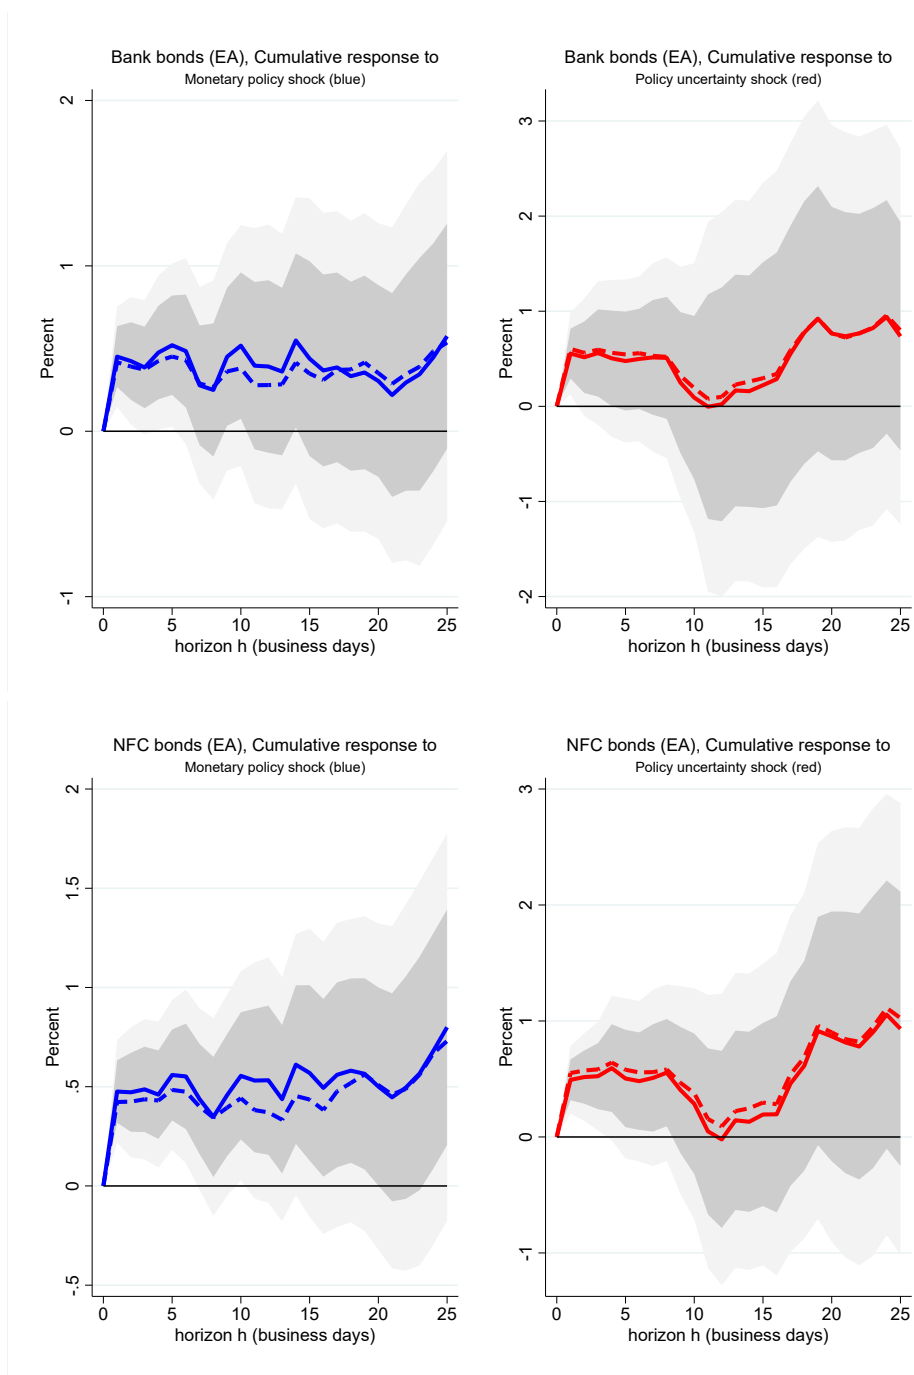 Bank bonds (EA), Cumulative response to
Monetary policy shock (blue)
Percent
2
1
0
-1
0 5 10 15 20 25
horizon h (business days)
Bank bonds (EA), Cumulative response to
Policy uncertainty shock (red)
Percent
3
2
1
0
-1
-2
0 5 10 15 20 25
horizon h (business days)
NFC bonds (EA), Cumulative response to
Monetary policy shock (blue)
Percent
2
1.5
1
.5
0
-.5
0 5 10 15 20 25
horizon h (business days)
NFC bonds (EA), Cumulative response to
Policy uncertainty shock (red)
Percent
3
2
1
0
-1
0 5 10 15 20 25
horizon h (business days)